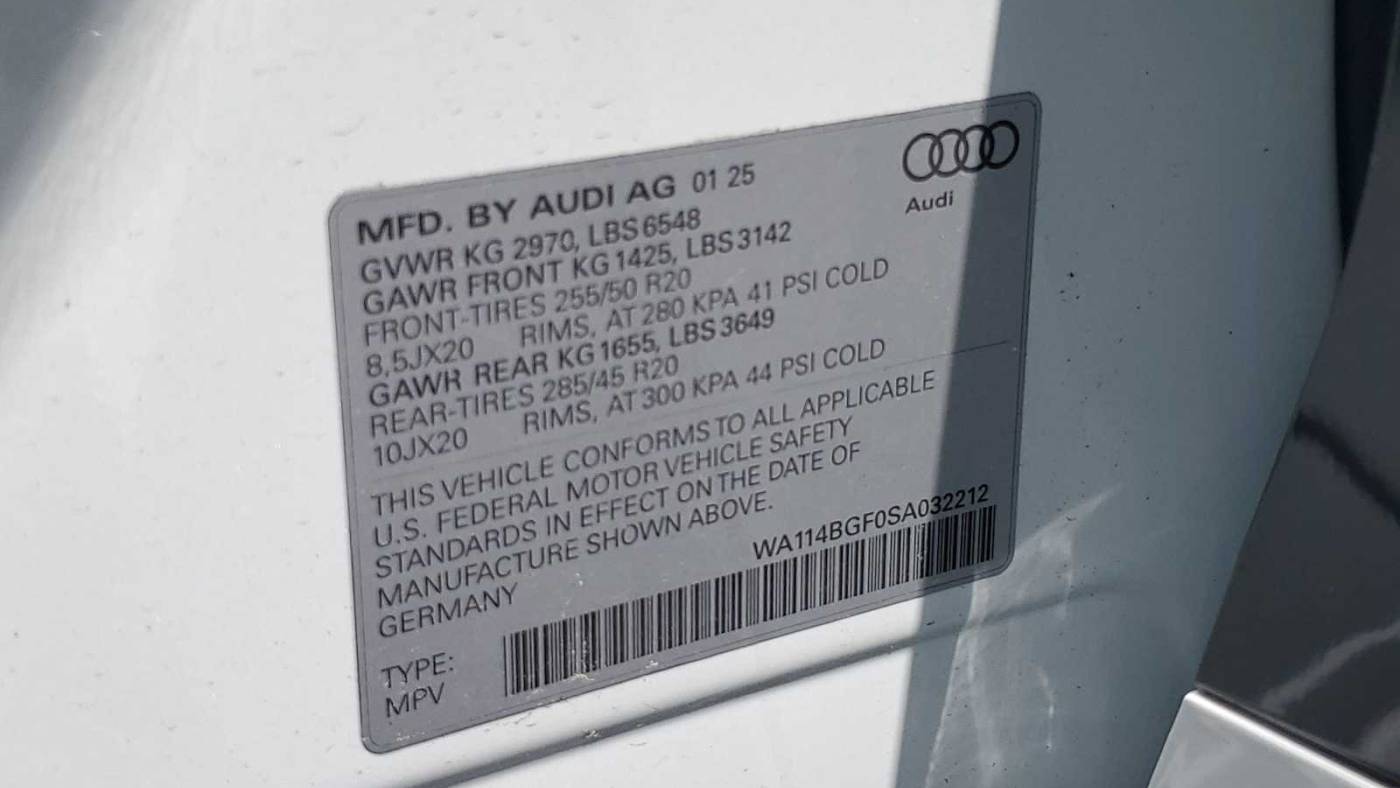 MFD. BY AUDI AG 01 25
Audi
GVWR KG 2970, LBS 6548
GAWR FRONT KG 1425, LBS 3142
FRONT-TIRES 255/50 R20
8,5JX20 RIMS, AT 280 KPA 41 PSI COLD
GAWR REAR KG 1655, LBS 3649
REAR-TIRES 285/45 R20
10JX20 RIMS, AT 300 KPA 44 PSI COLD
THIS VEHICLE CONFORMS TO ALL APPLICABLE
U.S. FEDERAL MOTOR VEHICLE SAFETY
STANDARDS IN EFFECT ON THE DATE OF
MANUFACTURE SHOWN ABOVE.
GERMANY
WA114BGF0SA032212
TYPE:
MPV